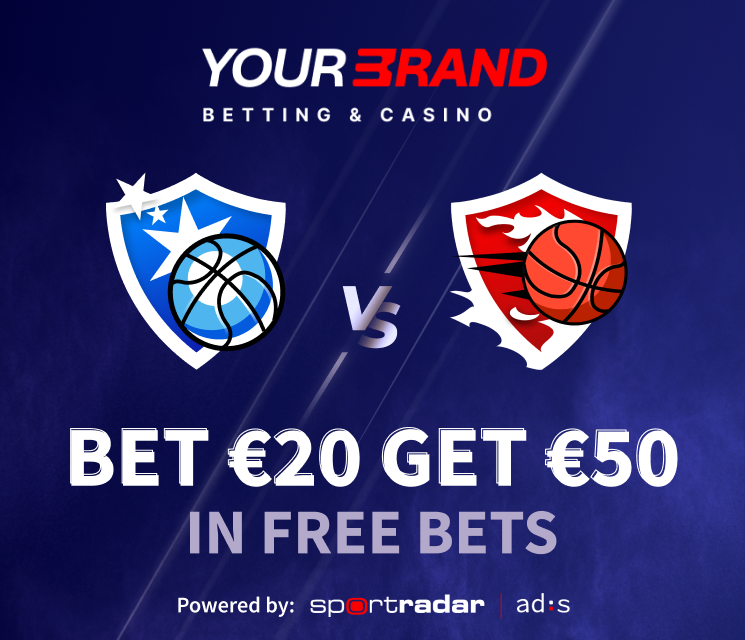 YOUR BRAND
BETTING & CASINO
VS
BET €20 GET €50
IN FREE BETS
Powered by: sportradar | ad:s